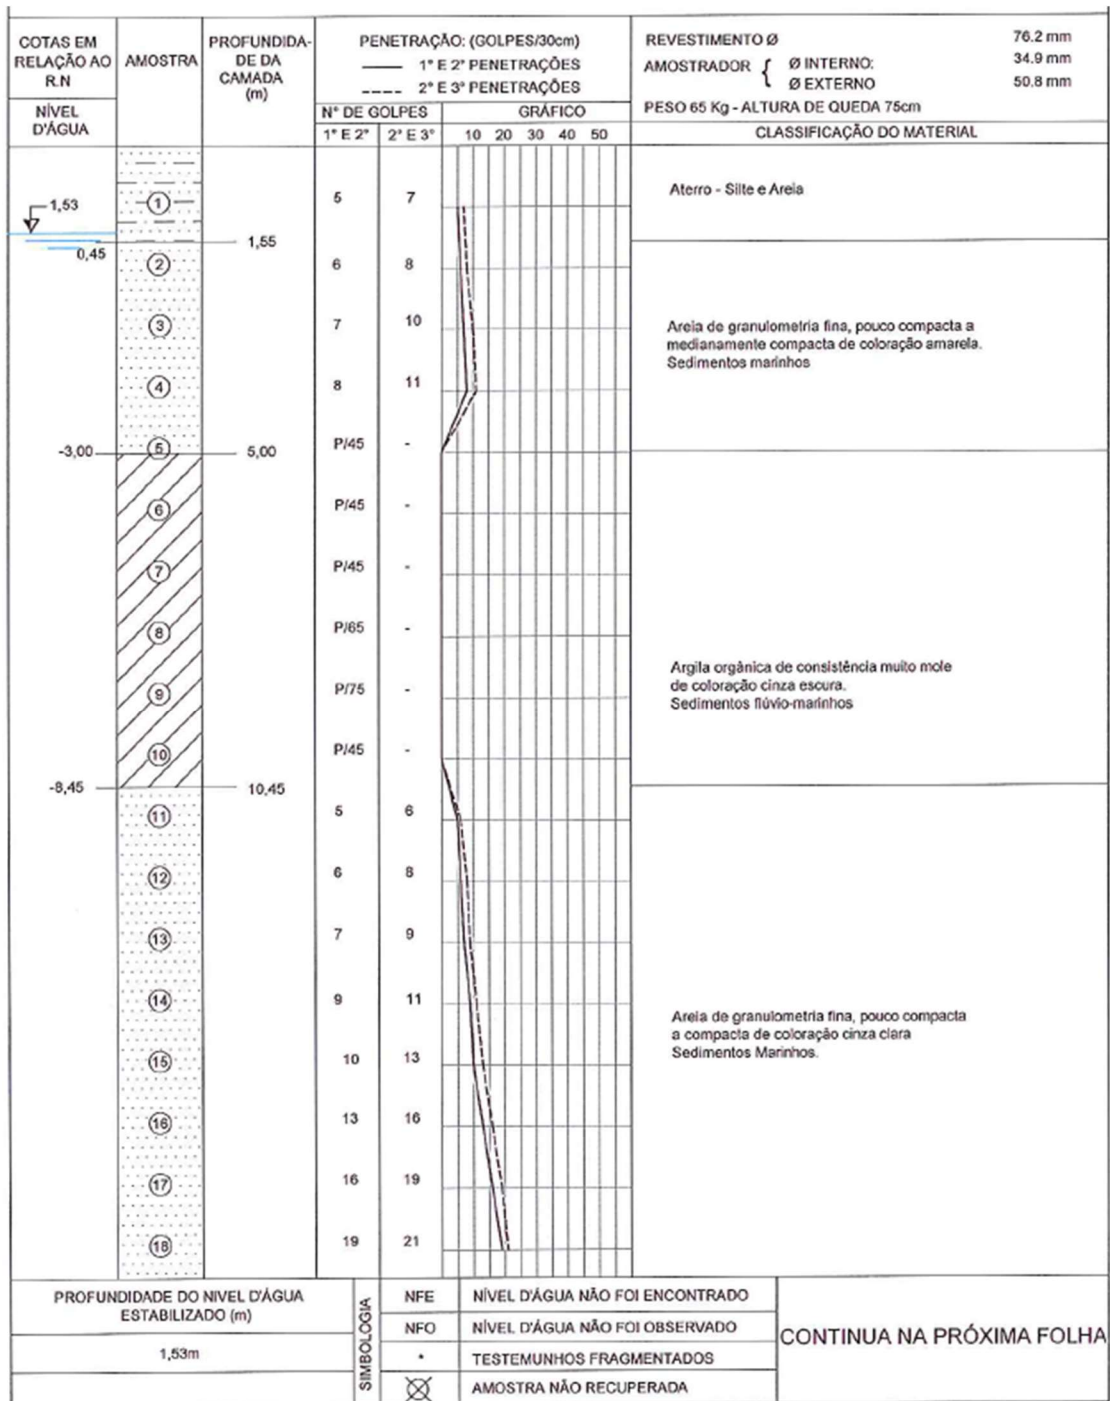 COTAS EM
RELAÇÃO AO
R.N
NÍVEL
D'ÁGUA
AMOSTRA
PROFUNDIDA-
DE DA
CAMADA
(m)
PENETRAÇÃO: (GOLPES/30cm)
1° E 2° PENETRAÇÕES
2° E 3° PENETRAÇÕES
N° DE GOLPES
GRÁFICO
1° E 2°
2° E 3°
10 20 30 40 50
REVESTIMENTO Ø 76.2 mm
AMOSTRADOR { Ø INTERNO: 34.9 mm
Ø EXTERNO 50.8 mm
PESO 65 Kg - ALTURA DE QUEDA 75cm
CLASSIFICAÇÃO DO MATERIAL
1 5 7
Aterro - Silte e Areia
1,53
0,45
1,55
2 6 8
3 7 10
Areia de granulometria fina, pouco compacta a
medianamente compacta de coloração amarela.
Sedimentos marinhos
4 8 11
5 P/45 -
-3,00 5,00
6 P/45 -
7 P/45 -
8 P/65 -
Argila orgânica de consistência muito mole
de coloração cinza escura.
Sedimentos flúvio-marinhos
9 P/75 -
10 P/45 -
-8,45 10,45
11 5 6
12 6 8
13 7 9
14 9 11
Areia de granulometria fina, pouco compacta
a compacta de coloração cinza clara
Sedimentos Marinhos.
15 10 13
16 13 16
17 16 19
18 19 21
PROFUNDIDADE DO NIVEL D'ÁGUA
ESTABILIZADO (m)
1,53m
SIMBOLOGIA
NFE NÍVEL D'ÁGUA NÃO FOI ENCONTRADO
NFO NÍVEL D'ÁGUA NÃO FOI OBSERVADO
* TESTEMUNHOS FRAGMENTADOS
AMOSTRA NÃO RECUPERADA
CONTINUA NA PRÓXIMA FOLHA